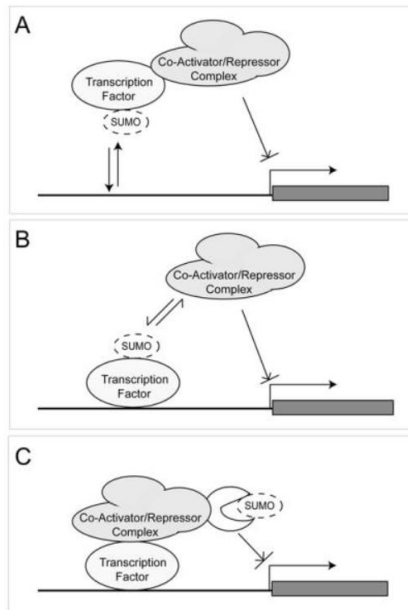 A
Co-Activator/Repressor
Complex
Transcription
Factor
SUMO
B
Co-Activator/Repressor
Complex
SUMO
Transcription
Factor
C
Co-Activator/Repressor
Complex
SUMO
Transcription
Factor